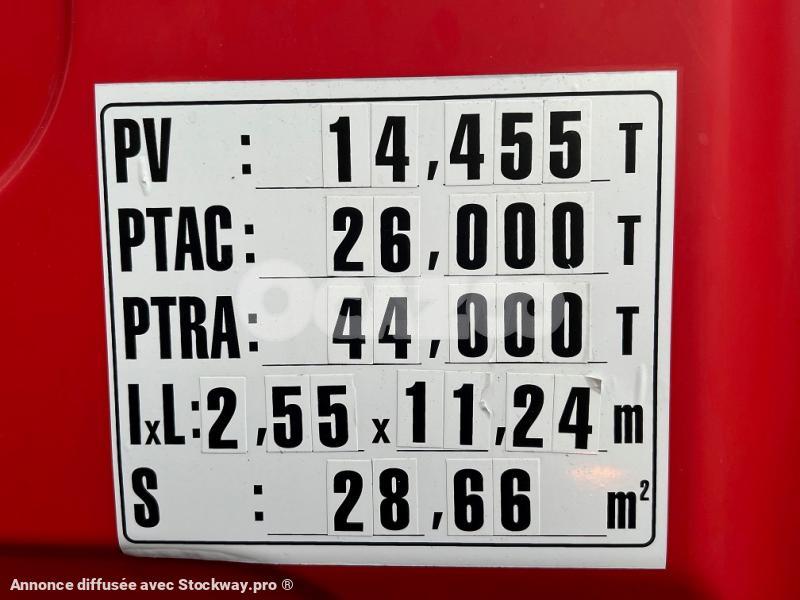 PV : 14,455 T
PTAC : 26,000 T
PTRA : 44,000 T
lxL : 2,55 x 11,24 m
S : 28,66 m²
Annonce diffusée avec Stockway.pro ®